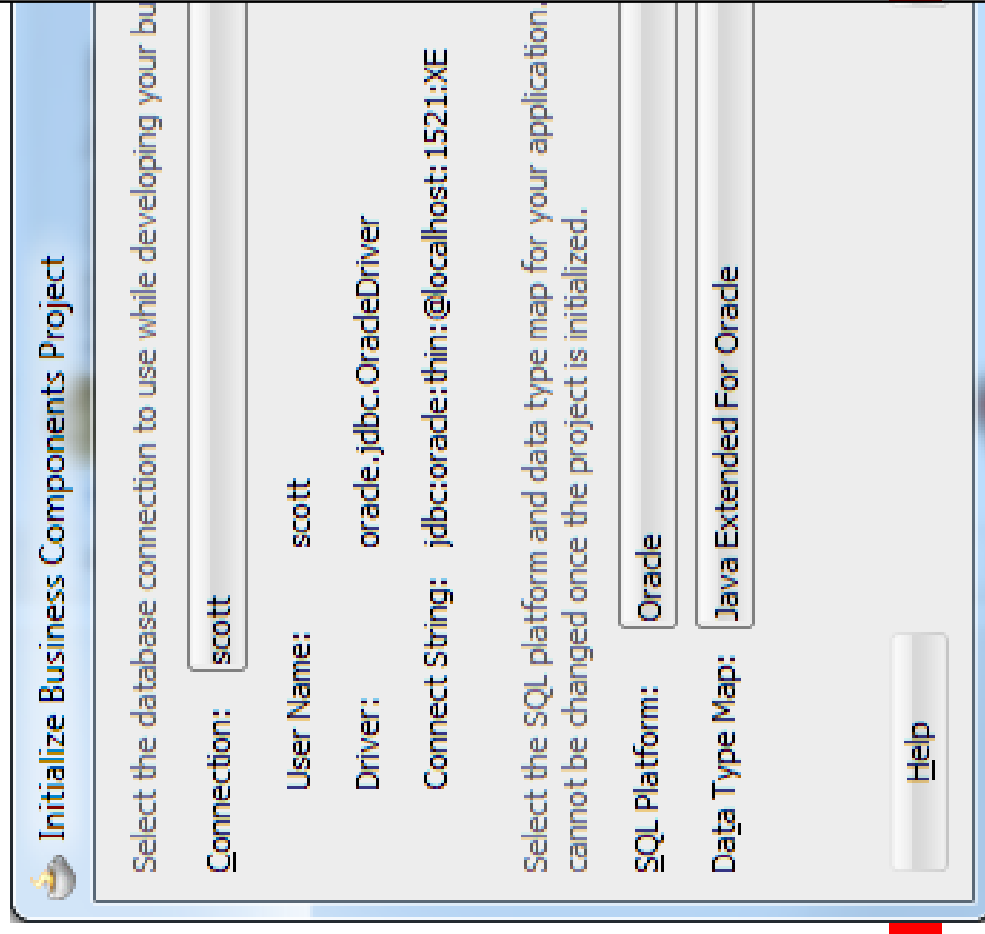 Initialize Business Components Project
Select the database connection to use while developing your bu
Connection: scott
User Name: scott
Driver: oracle.jdbc.OracleDriver
Connect String: jdbc:oracle:thin:@localhost:1521:XE
Select the SQL platform and data type map for your application.
cannot be changed once the project is initialized.
SQL Platform: Oracle
Data Type Map: Java Extended For Oracle
Help